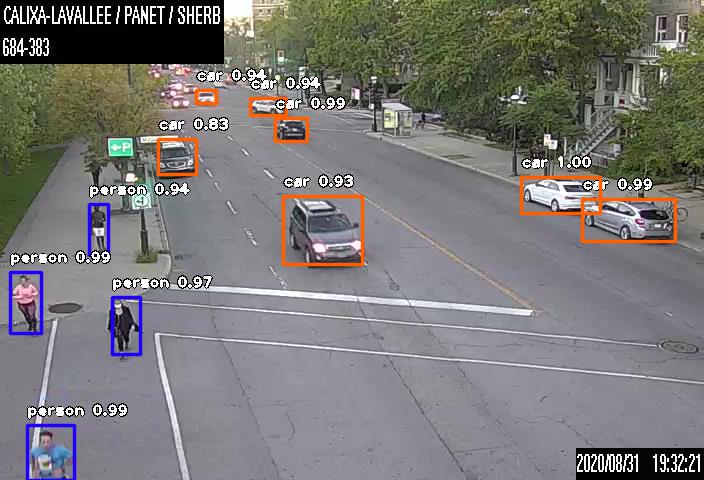 CALIXA-LAVALLEE / PANET / SHERB
684-383
car 0.94
car 0.94
car 0.99
car 0.83
car 1.00
car 0.99
person 0.94
car 0.93
person 0.99
person 0.97
person 0.99
P
2020/08/31 19:32:21